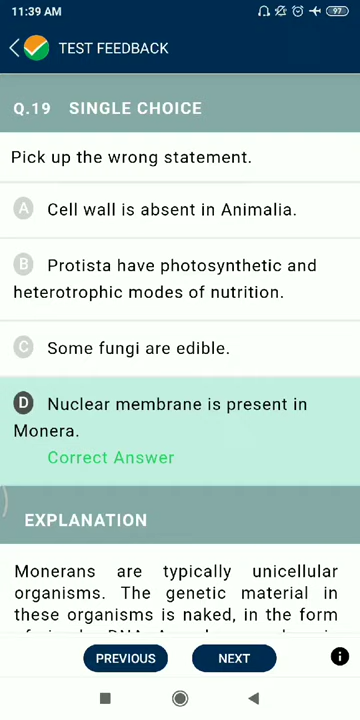 11:39 AM
97
TEST FEEDBACK
Q.19 SINGLE CHOICE
Pick up the wrong statement.
A Cell wall is absent in Animalia.
B Protista have photosynthetic and
heterotrophic modes of nutrition.
C Some fungi are edible.
D Nuclear membrane is present in
Monera.
Correct Answer
EXPLANATION
Monerans are typically unicellular
organisms. The genetic material in
these organisms is naked, in the form
PREVIOUS
NEXT